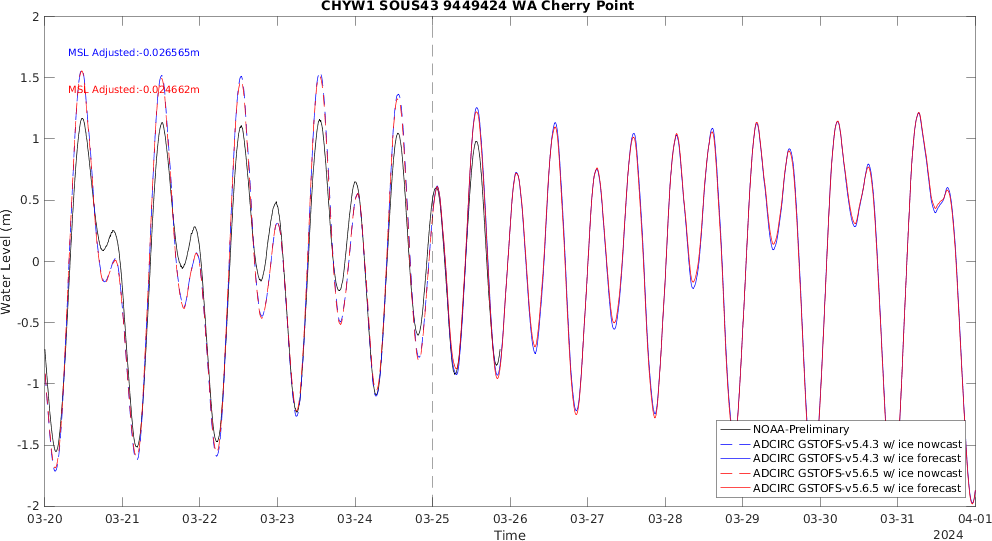 CHYW1 SOUS43 9449424 WA Cherry Point
2
1.5
1
0.5
0
-0.5
-1
-1.5
-2
Water Level (m)
MSL Adjusted:-0.026565m
MSL Adjusted:-0.024662m
NOAA-Preliminary
ADCIRC GSTOFS-v5.4.3 w/ ice nowcast
ADCIRC GSTOFS-v5.4.3 w/ ice forecast
ADCIRC GSTOFS-v5.6.5 w/ ice nowcast
ADCIRC GSTOFS-v5.6.5 w/ ice forecast
03-20 03-21 03-22 03-23 03-24 03-25 03-26 03-27 03-28 03-29 03-30 03-31 04-01
Time
2024